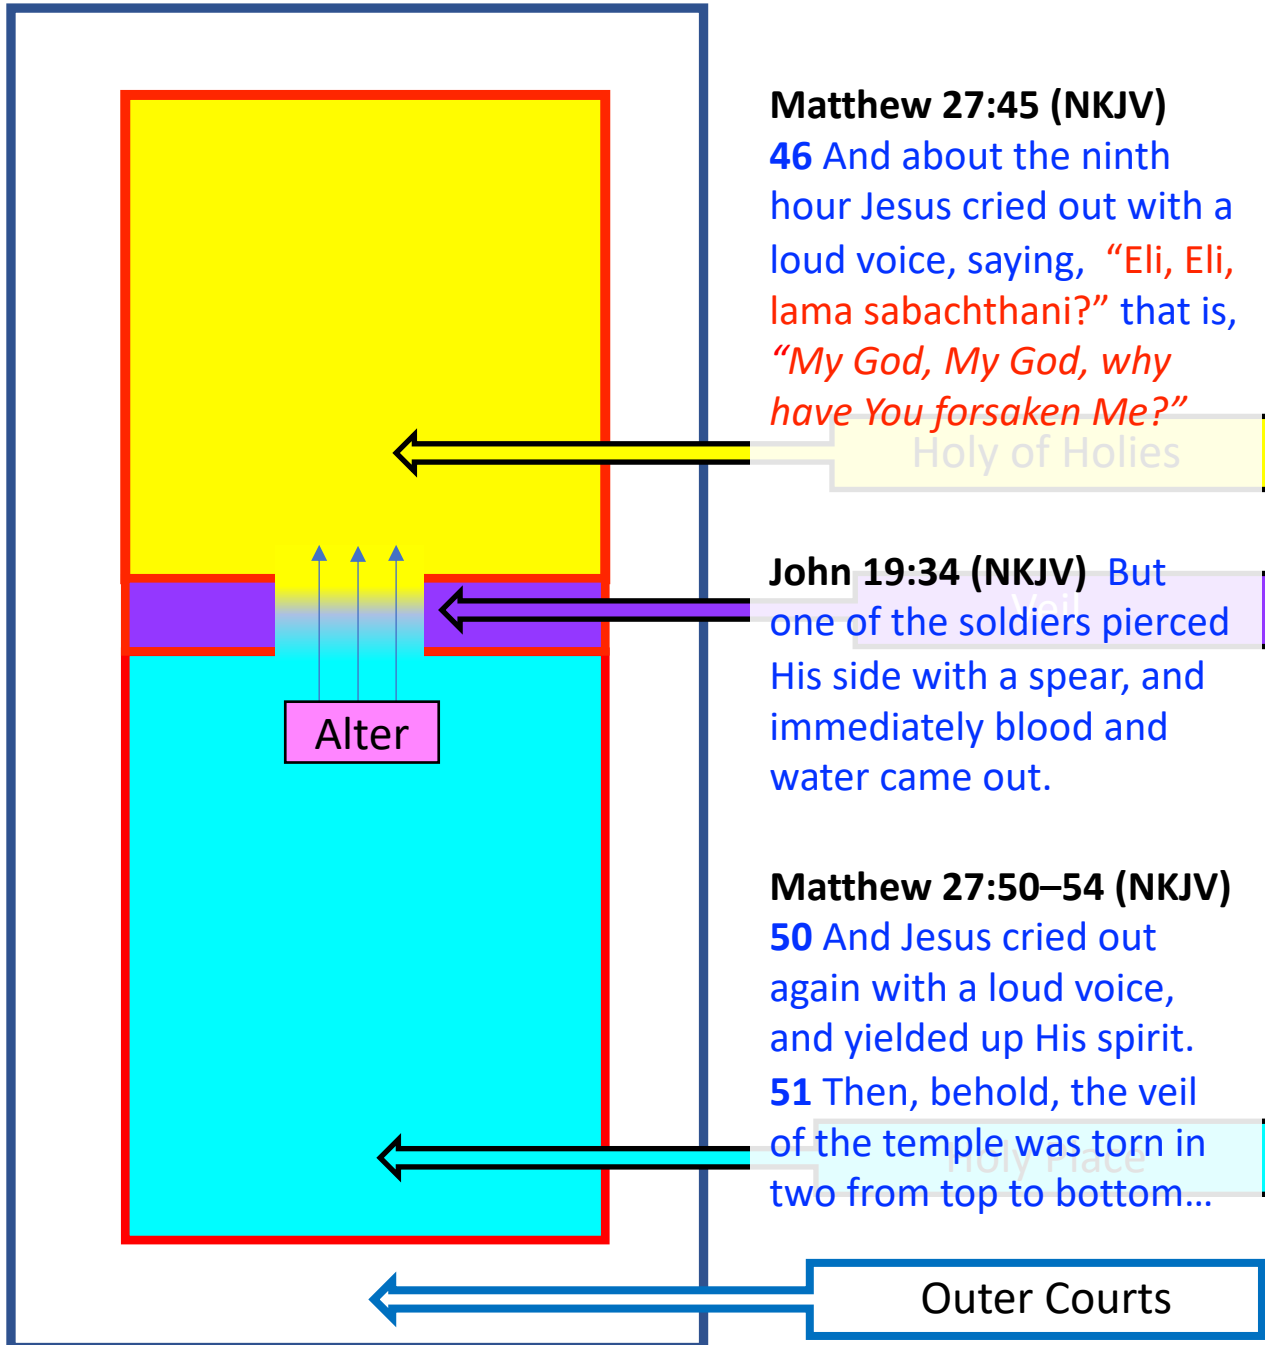 Matthew 27:45 (NKJV)
46 And about the ninth
hour Jesus cried out with a
loud voice, saying, “Eli, Eli,
lama sabachthani?” that is,
“My God, My God, why
have You forsaken Me?”
Holy of Holies
John 19:34 (NKJV) But
Veil
one of the soldiers pierced
His side with a spear, and
immediately blood and
water came out.
Alter
Matthew 27:50–54 (NKJV)
50 And Jesus cried out
again with a loud voice,
and yielded up His spirit.
51 Then, behold, the veil
of the temple was torn in
Holy Place
two from top to bottom…
Outer Courts